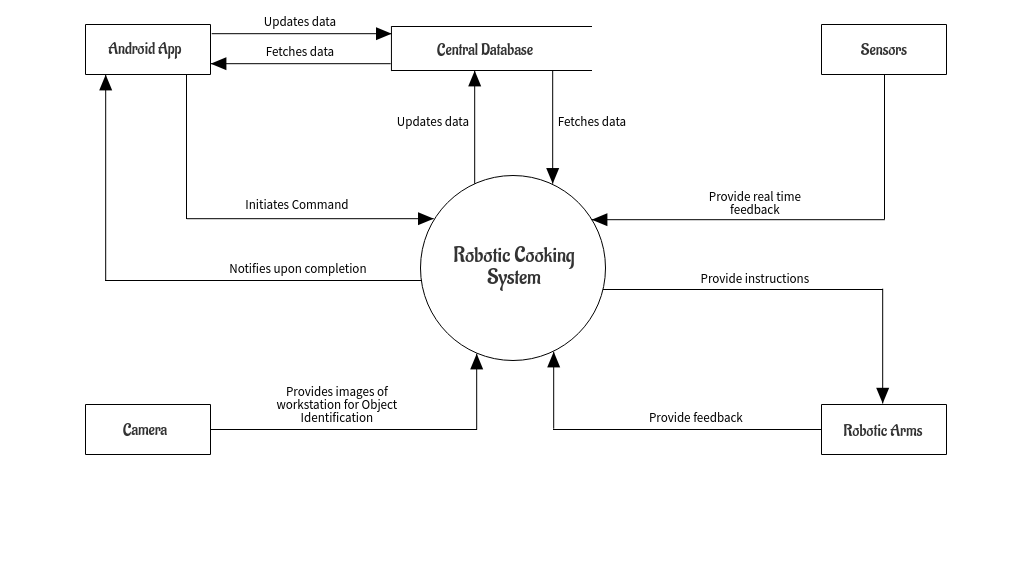 Updates data
Android App
Fetches data
Central Database
Sensors
Updates data
Fetches data
Initiates Command
Provide real time
feedback
Robotic Cooking
System
Notifies upon completion
Provide instructions
Provides images of
workstation for Object
Identification
Provide feedback
Camera
Robotic Arms